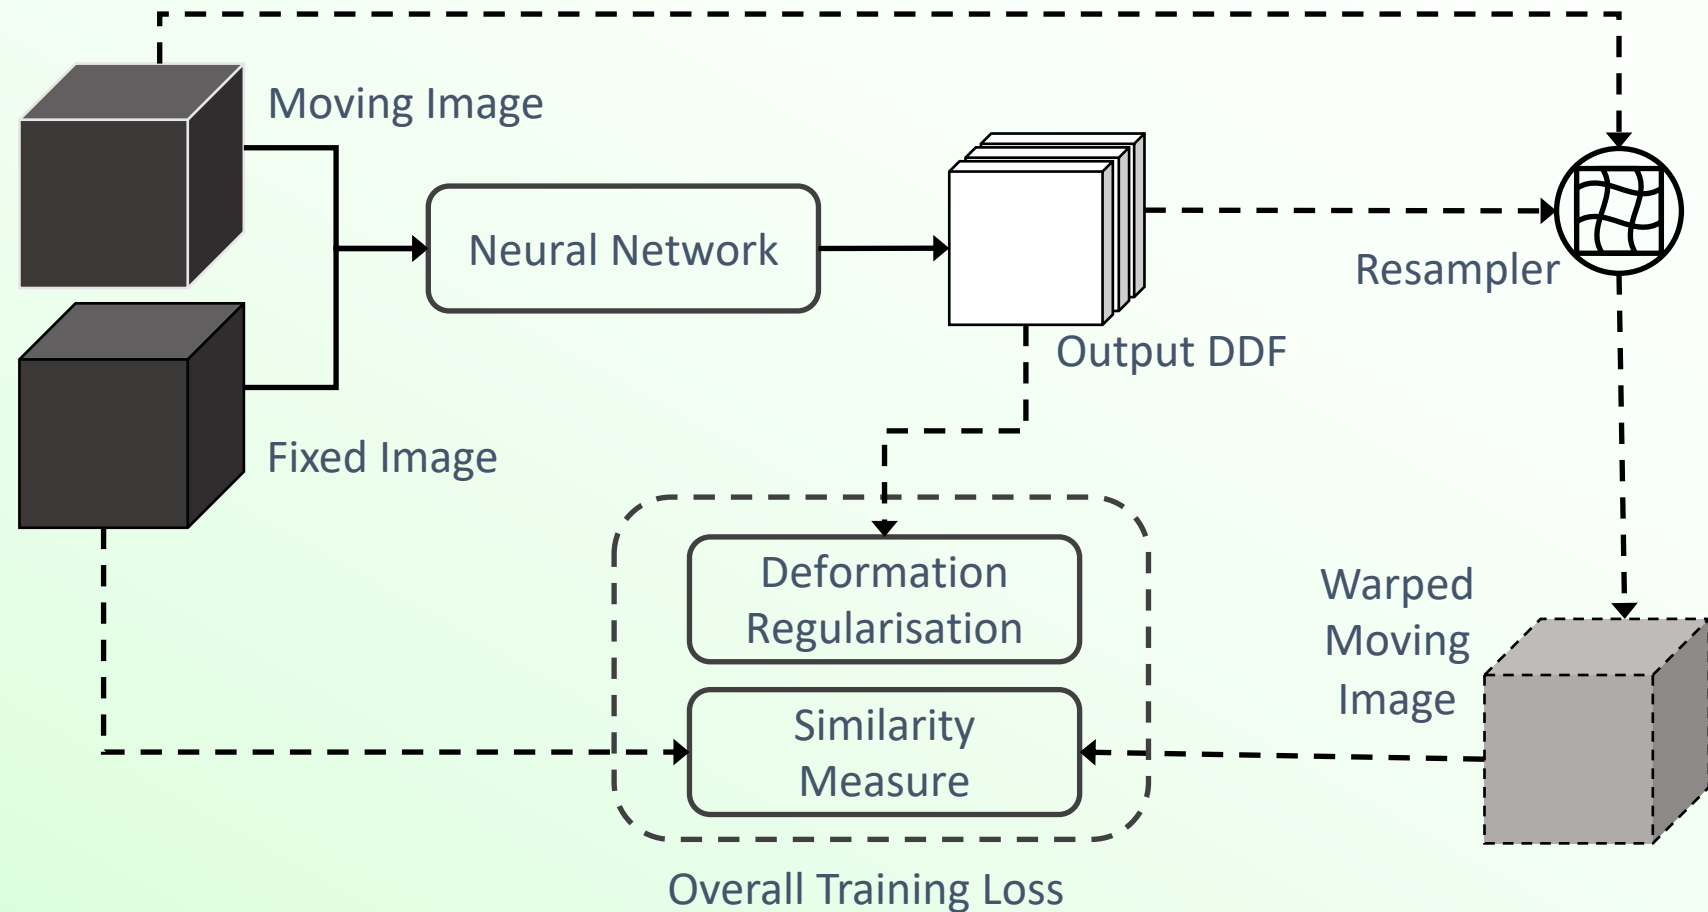 Moving Image
Neural Network
Resampler
Output DDF
Fixed Image
Deformation
Regularisation
Warped
Moving
Image
Similarity
Measure
Overall Training Loss